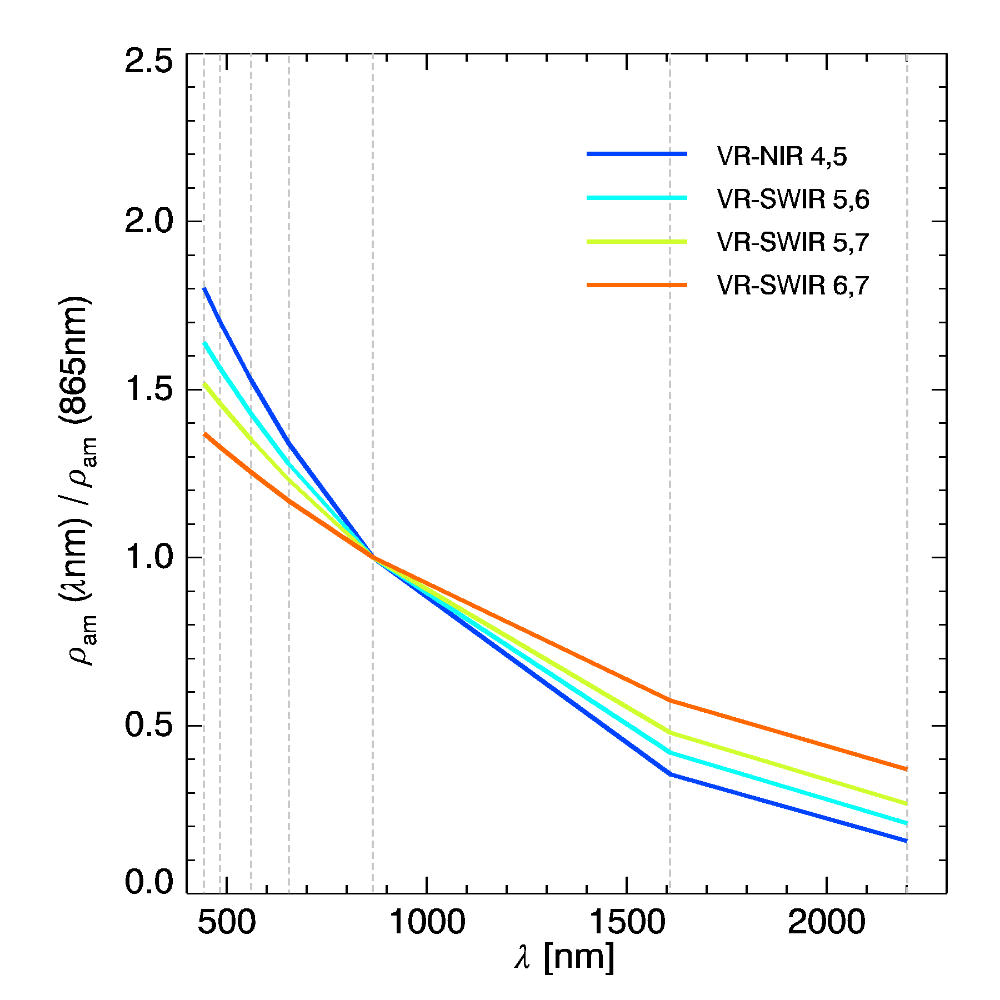 2.5
2.0
1.5
1.0
0.5
0.0
500
1000
1500
2000
λ [nm]
ρam (λnm) / ρam (865nm)
VR-NIR 4,5
VR-SWIR 5,6
VR-SWIR 5,7
VR-SWIR 6,7